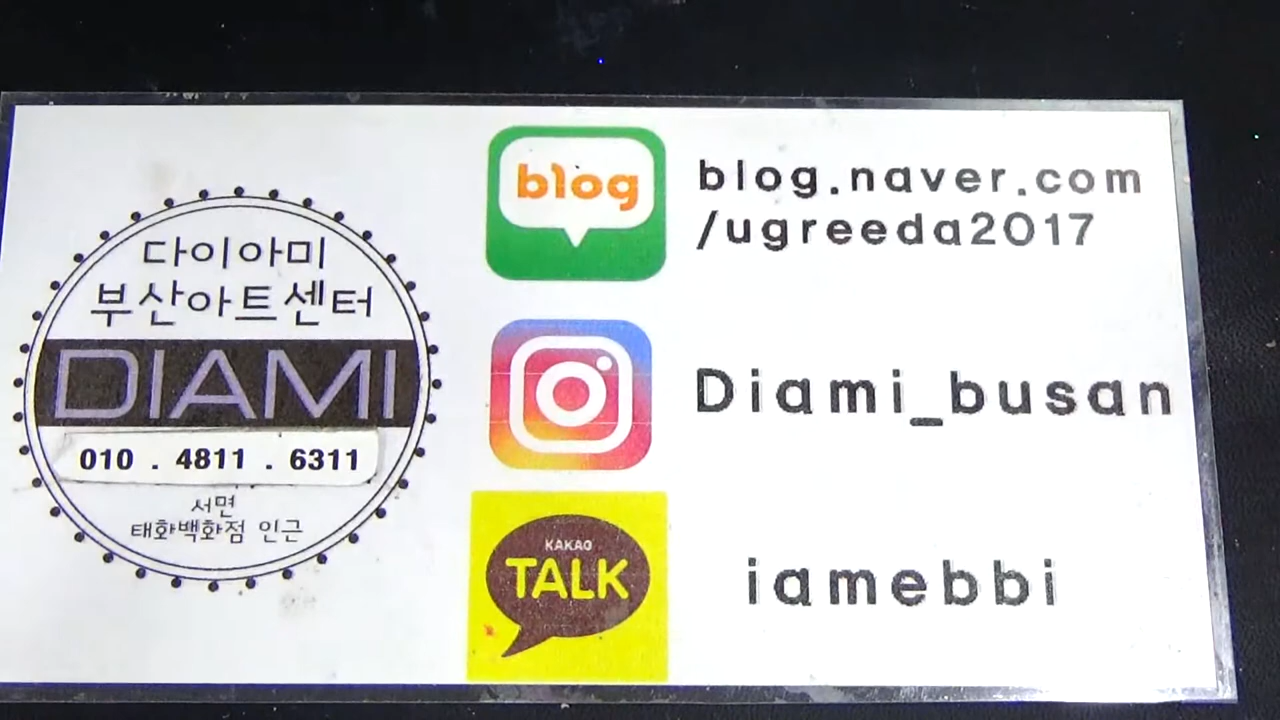 다이아미
부산아트센터
DIAMI
010 . 4811 . 6311
서면
태화백화점 인근
blog
blog.naver.com
/ugreeda2017
Diami_busan
KAKAO
TALK
iamebbi